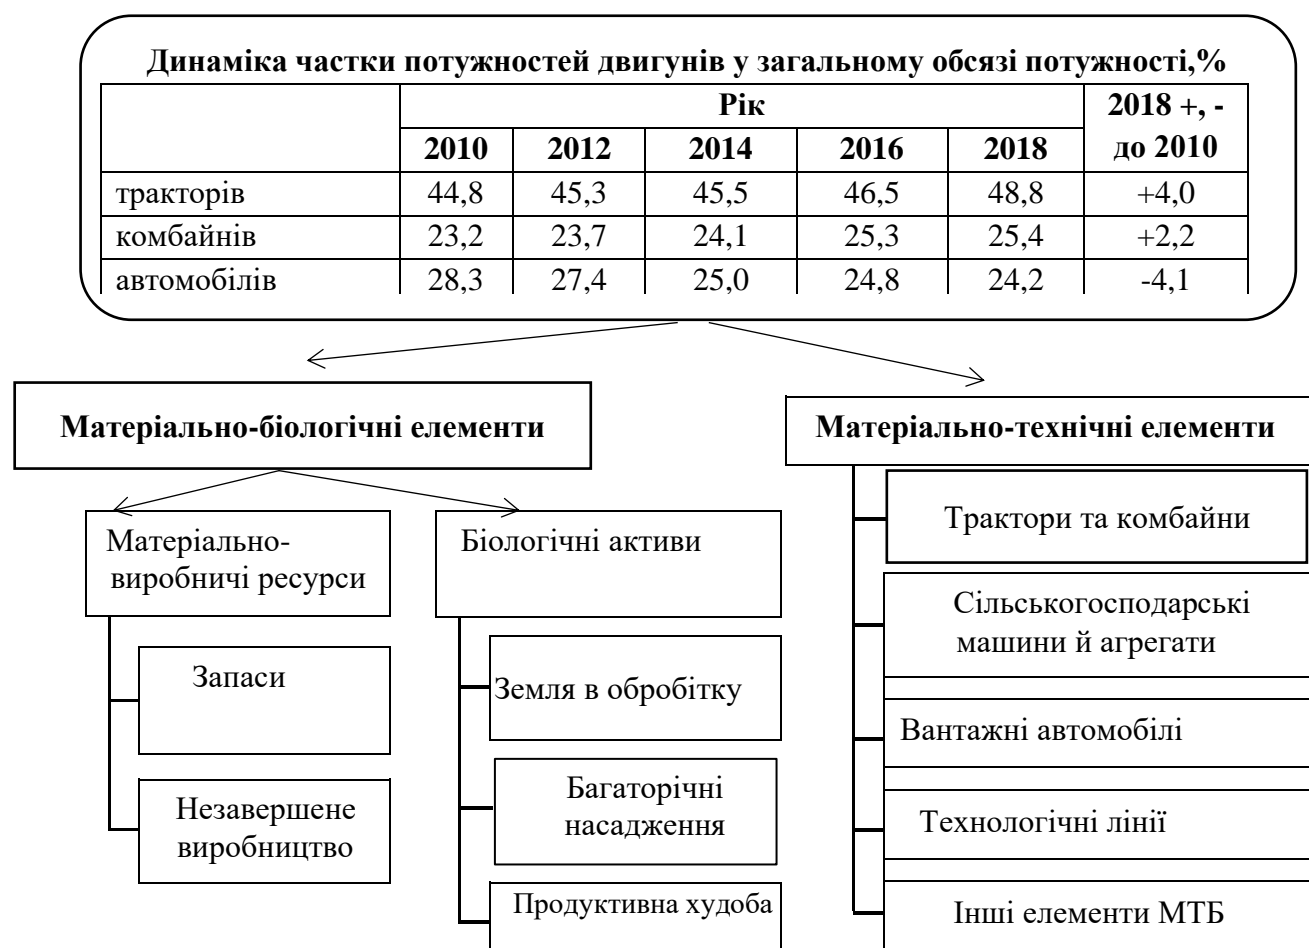 Динаміка частки потужностей двигунів у загальному обсязі потужності,%
Рік
2018 +, -
до 2010
2010 2012 2014 2016 2018
тракторів 44,8 45,3 45,5 46,5 48,8 +4,0
комбайнів 23,2 23,7 24,1 25,3 25,4 +2,2
автомобілів 28,3 27,4 25,0 24,8 24,2 -4,1
Матеріально-біологічні елементи
Матеріально-технічні елементи
Матеріально-
виробничі ресурси
Запаси
Незавершене
виробництво
Біологічні активи
Земля в обробітку
Багаторічні
насадження
Продуктивна худоба
Трактори та комбайни
Сільськогосподарські
машини й агрегати
Вантажні автомобілі
Технологічні лінії
Інші елементи МТБ